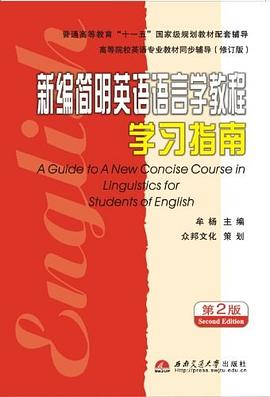 普通高等教育“十一五”国家级规划教材配套辅导
高等院校英语专业教材同步辅导（修订版）
新编简明英语语言学教程
学习指南
A Guide to A New Concise Course in
Linguistics for
Students of English
牟 杨 主 编
众邦文化 策 划
English
第2版
Second Edition
西南交通大学出版社
http://press.swjtu.edu.cn